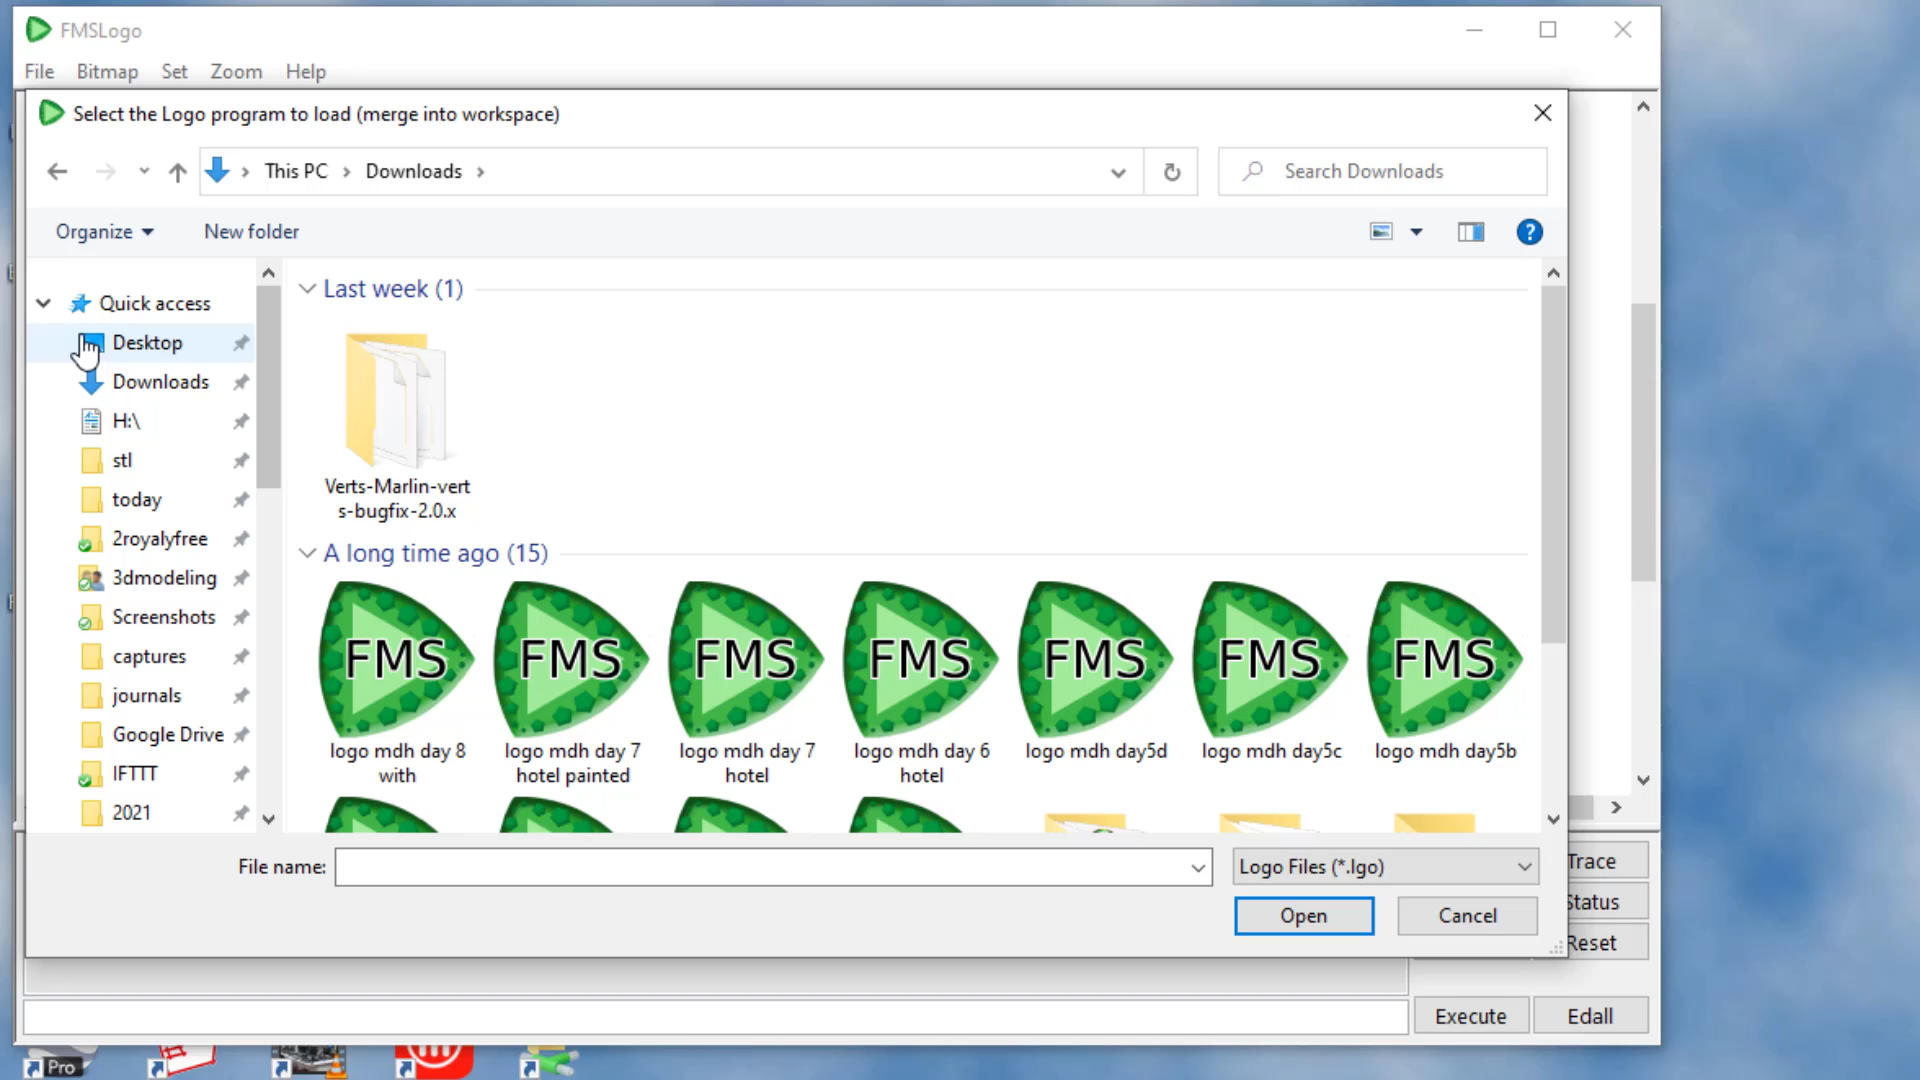 FMSLogo
File Bitmap Set Zoom Help
Select the Logo program to load (merge into workspace)
This PC Downloads
Search Downloads
Organize New folder
?
Quick access
Desktop
Downloads
H:\
stl
today
2royalyfree
3dmodeling
Screenshots
captures
journals
Google Drive
IFTTT
2021
Last week (1)
Verts-Marlin-vert
s-bugfix-2.0.x
A long time ago (15)
FMS FMS FMS FMS FMS FMS FMS
logo mdh day 8
with
logo mdh day 7
hotel painted
logo mdh day 7
hotel
logo mdh day 6
hotel
logo mdh day5d
logo mdh day5c
logo mdh day5b
File name:
Logo Files (*.lgo)
Open Cancel
Trace
Status
Reset
Execute Edall
Pro